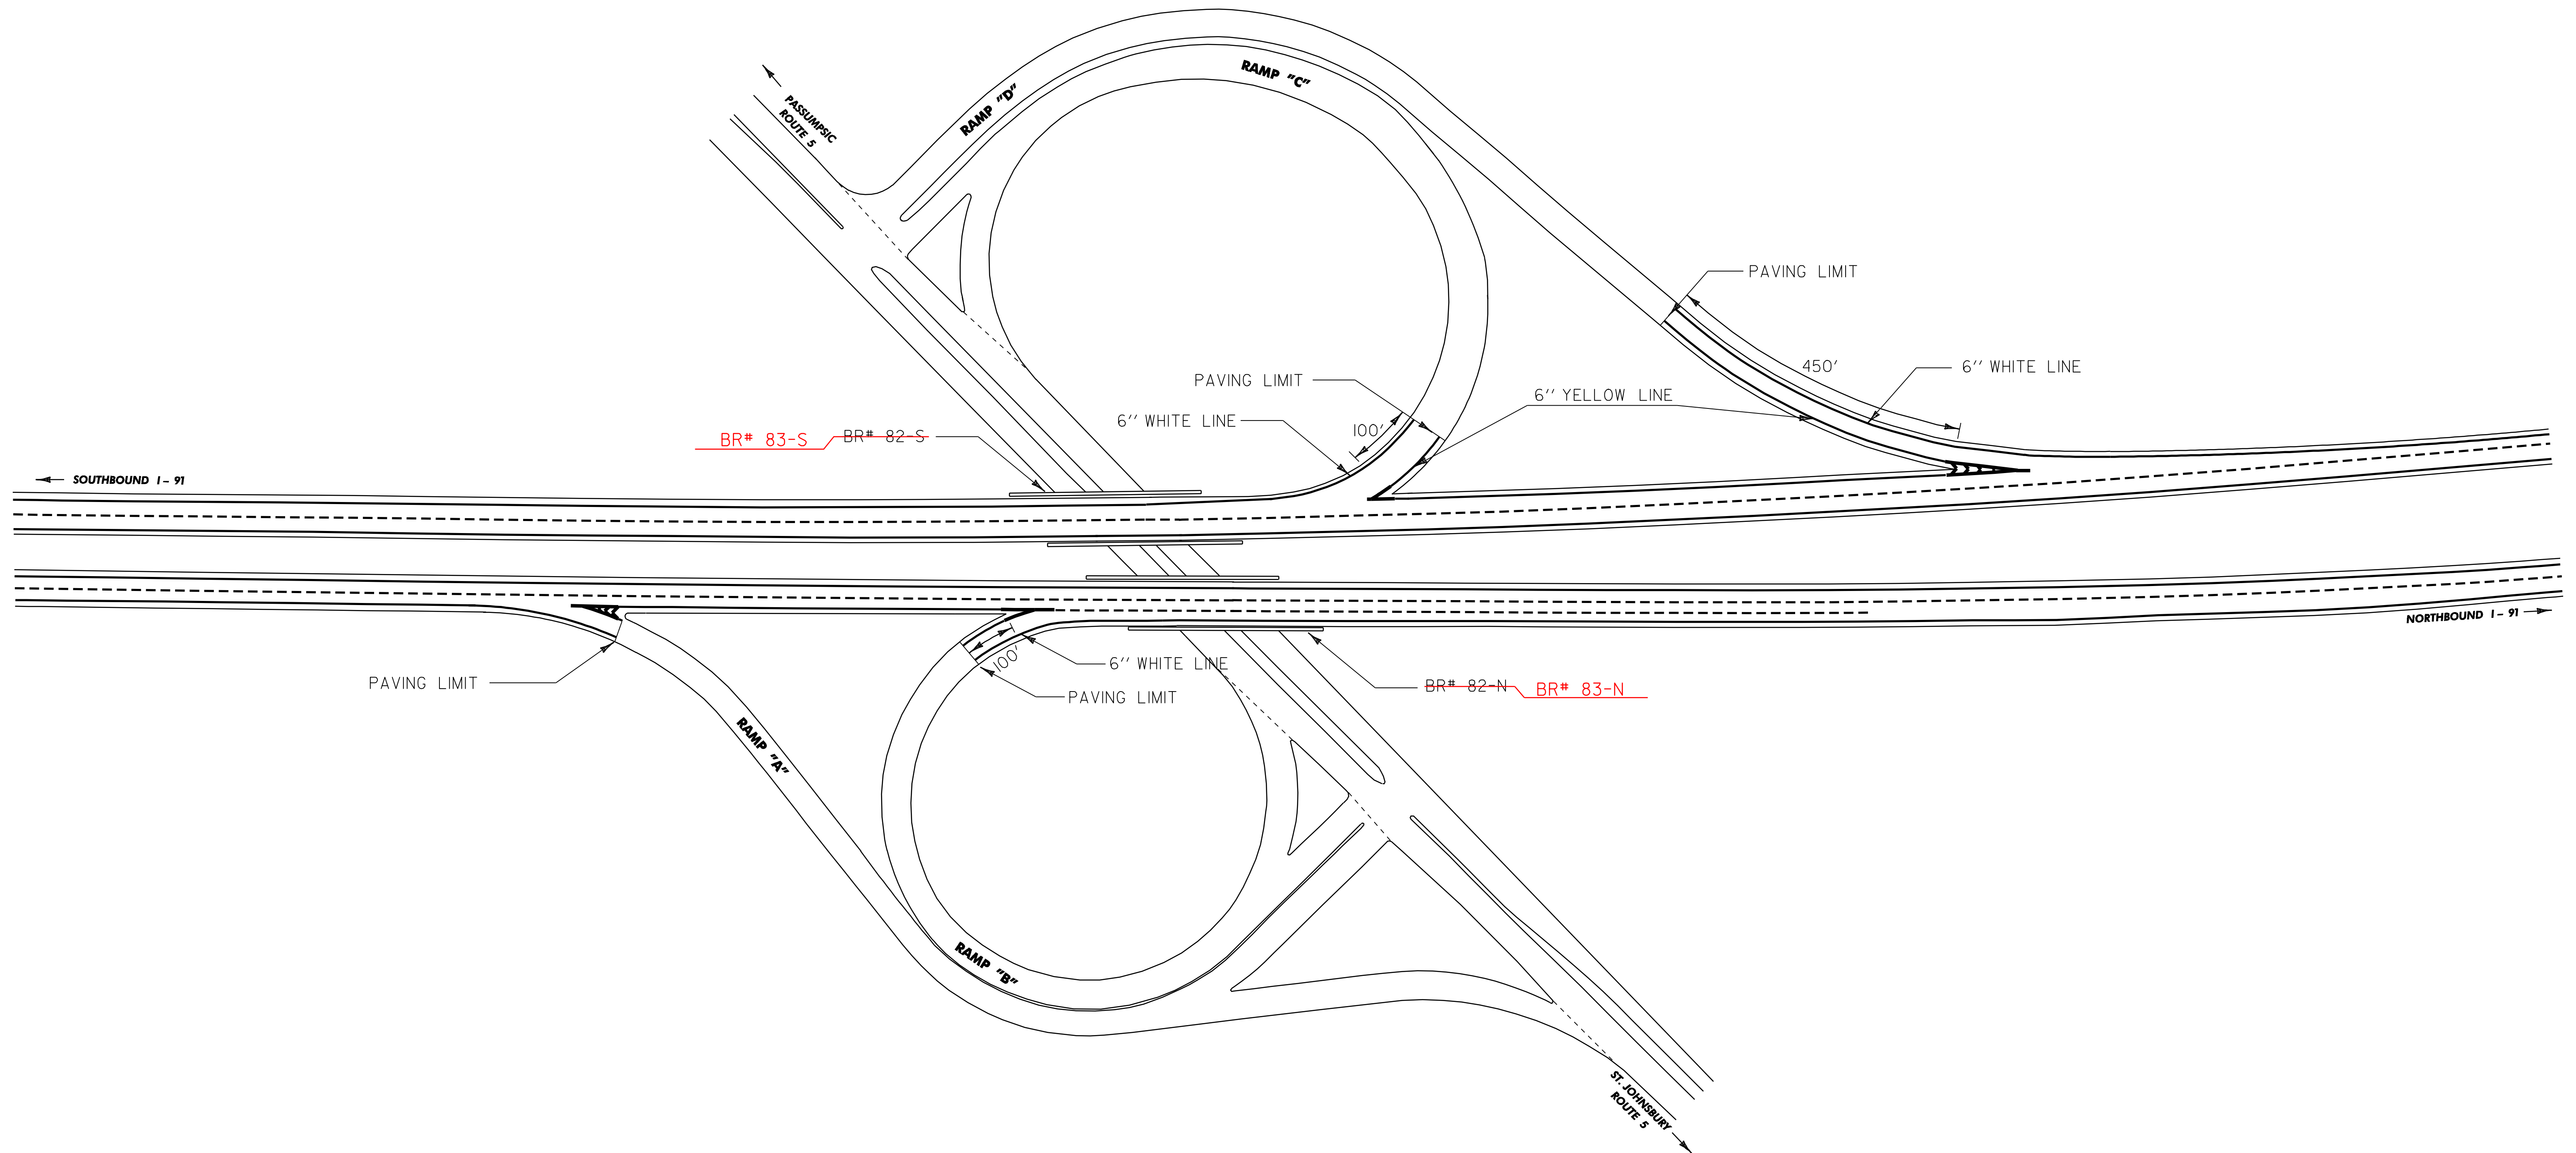 RAMP "C"
RAMP "D"
PASSUMPSIC
ROUTE 5
PAVING LIMIT
450'
6'' WHITE LINE
PAVING LIMIT
6'' YELLOW LINE
6'' WHITE LINE
100'
BR# 83-S
BR# 82-S
SOUTHBOUND I-91
NORTHBOUND I-91
100'
6'' WHITE LINE
PAVING LIMIT
PAVING LIMIT
BR# 82-N
BR# 83-N
RAMP "A"
RAMP "B"
ST. JOHNSBURY
ROUTE 5